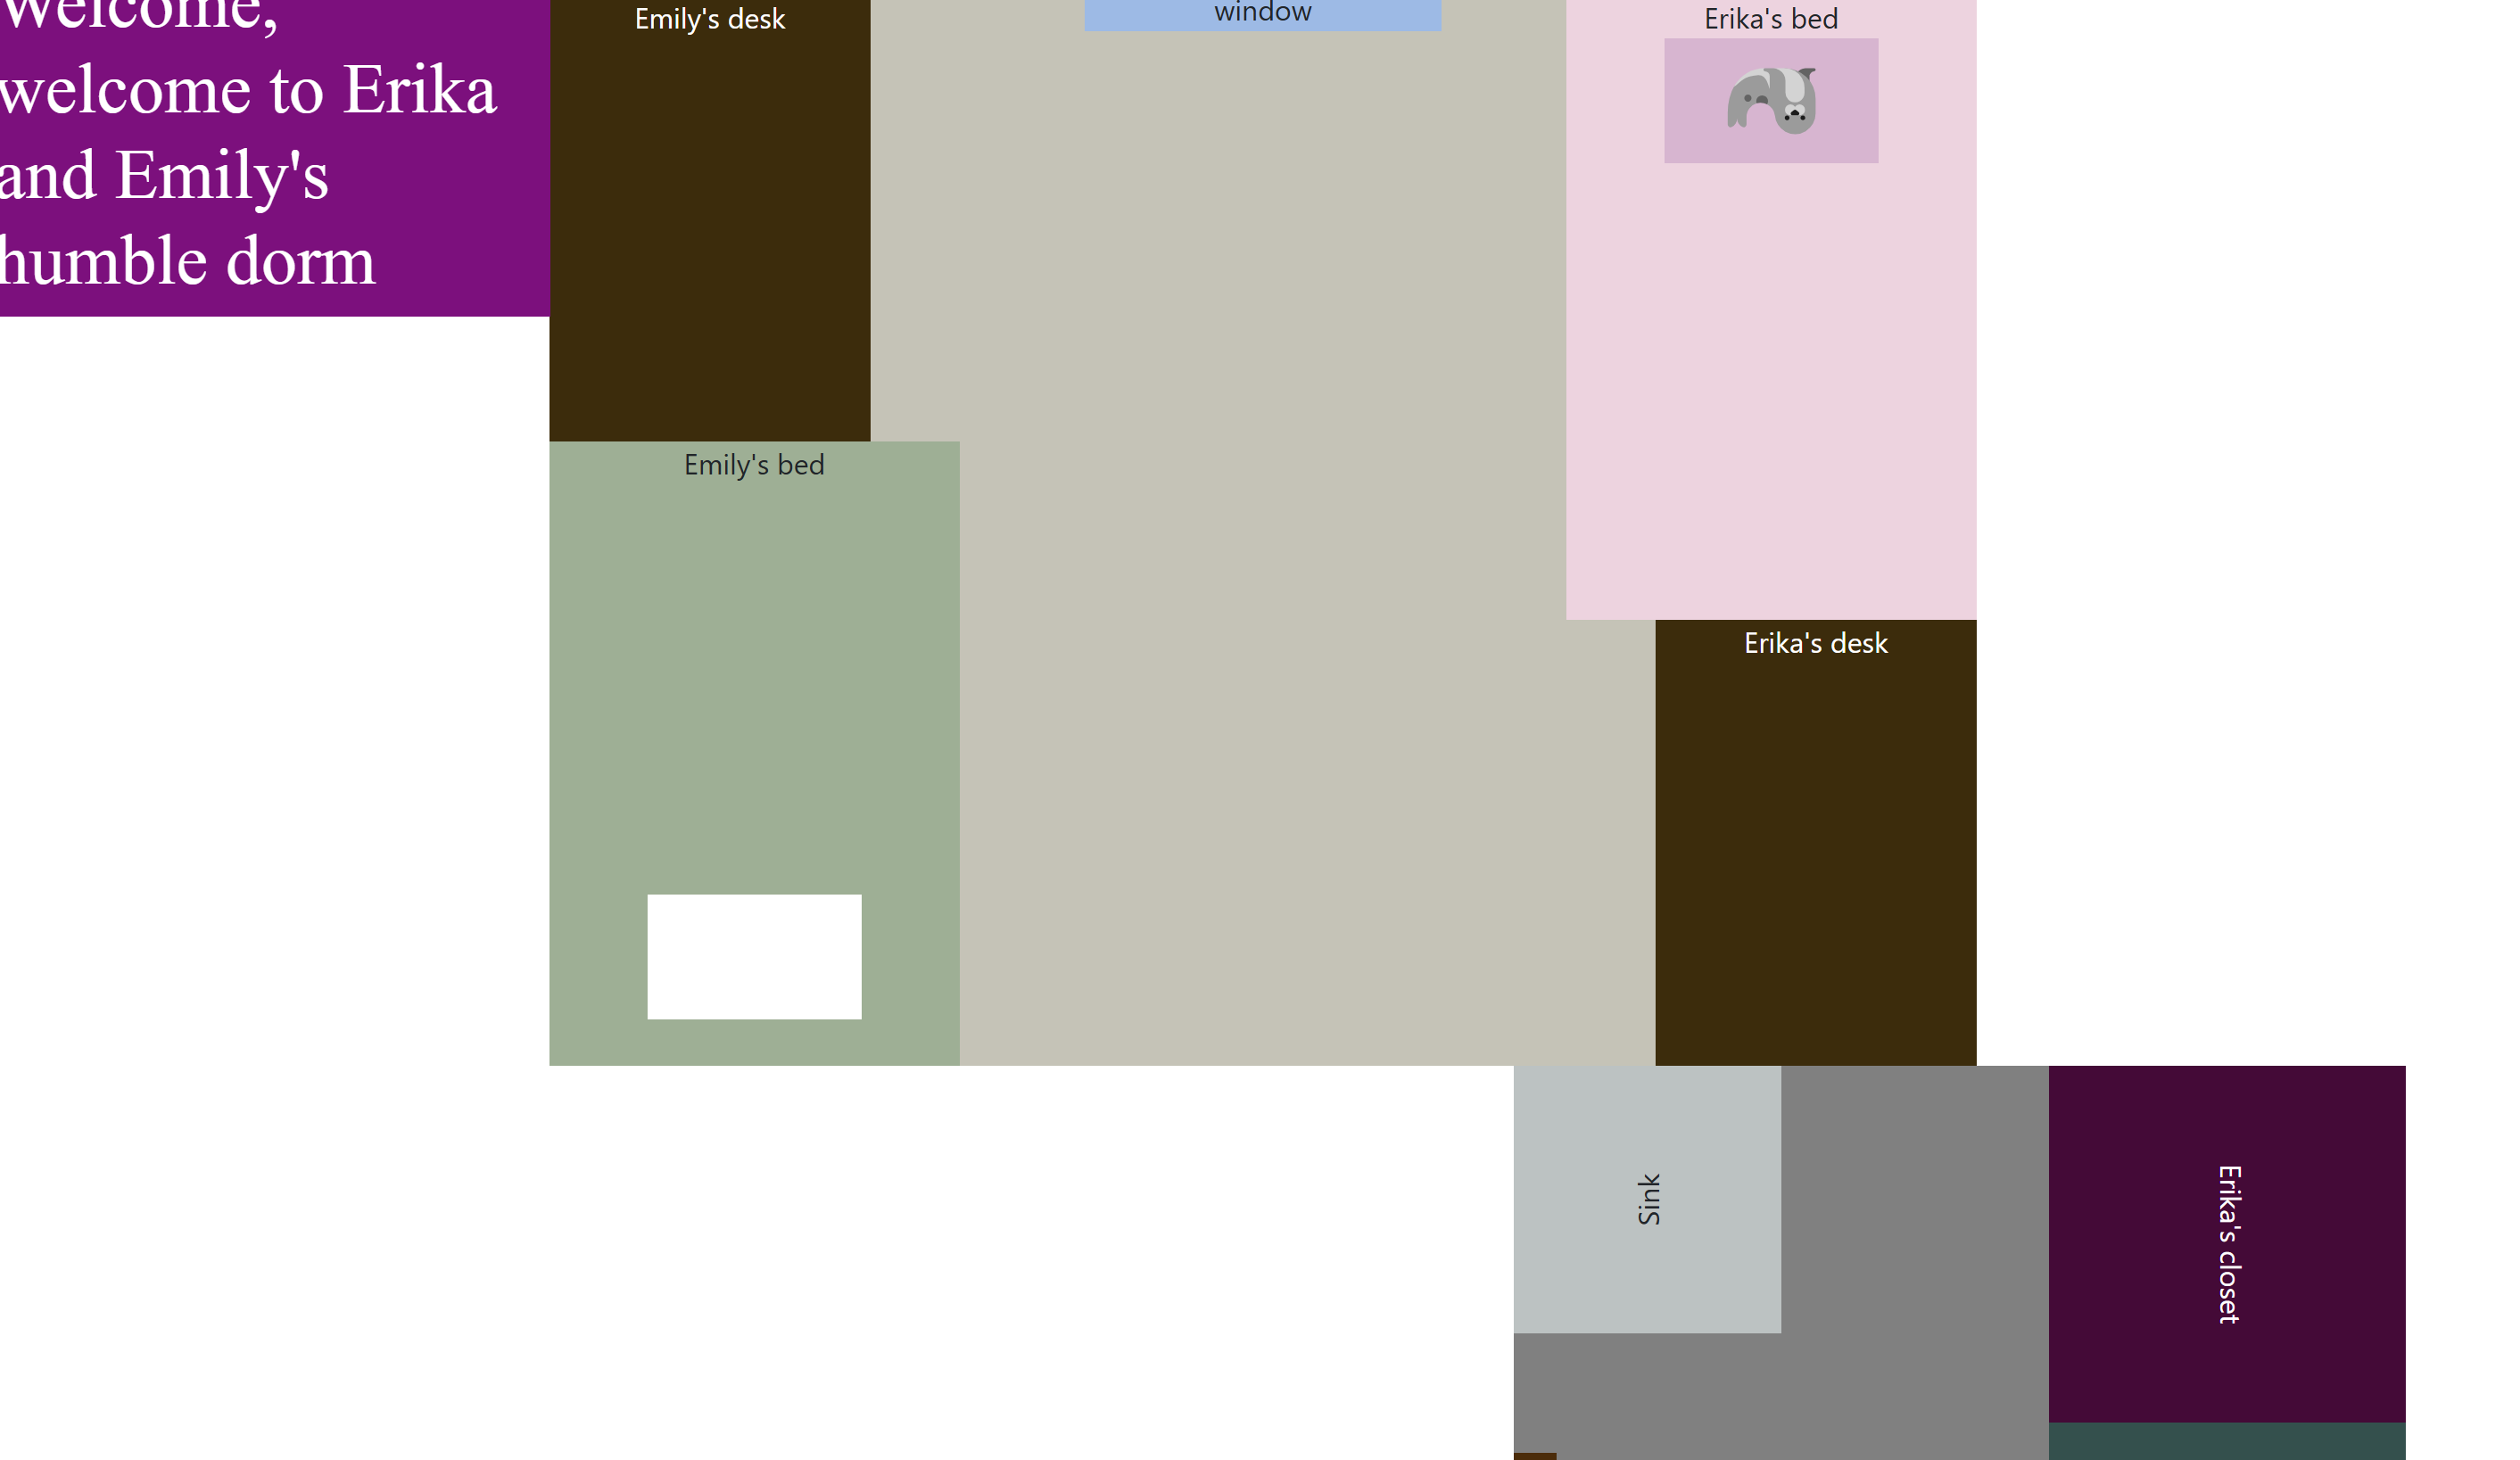 welcome,
welcome to Erika
and Emily's
humble dorm
Emily's desk
window
Erika's bed
Emily's bed
Erika's desk
Sink
Erika's closet